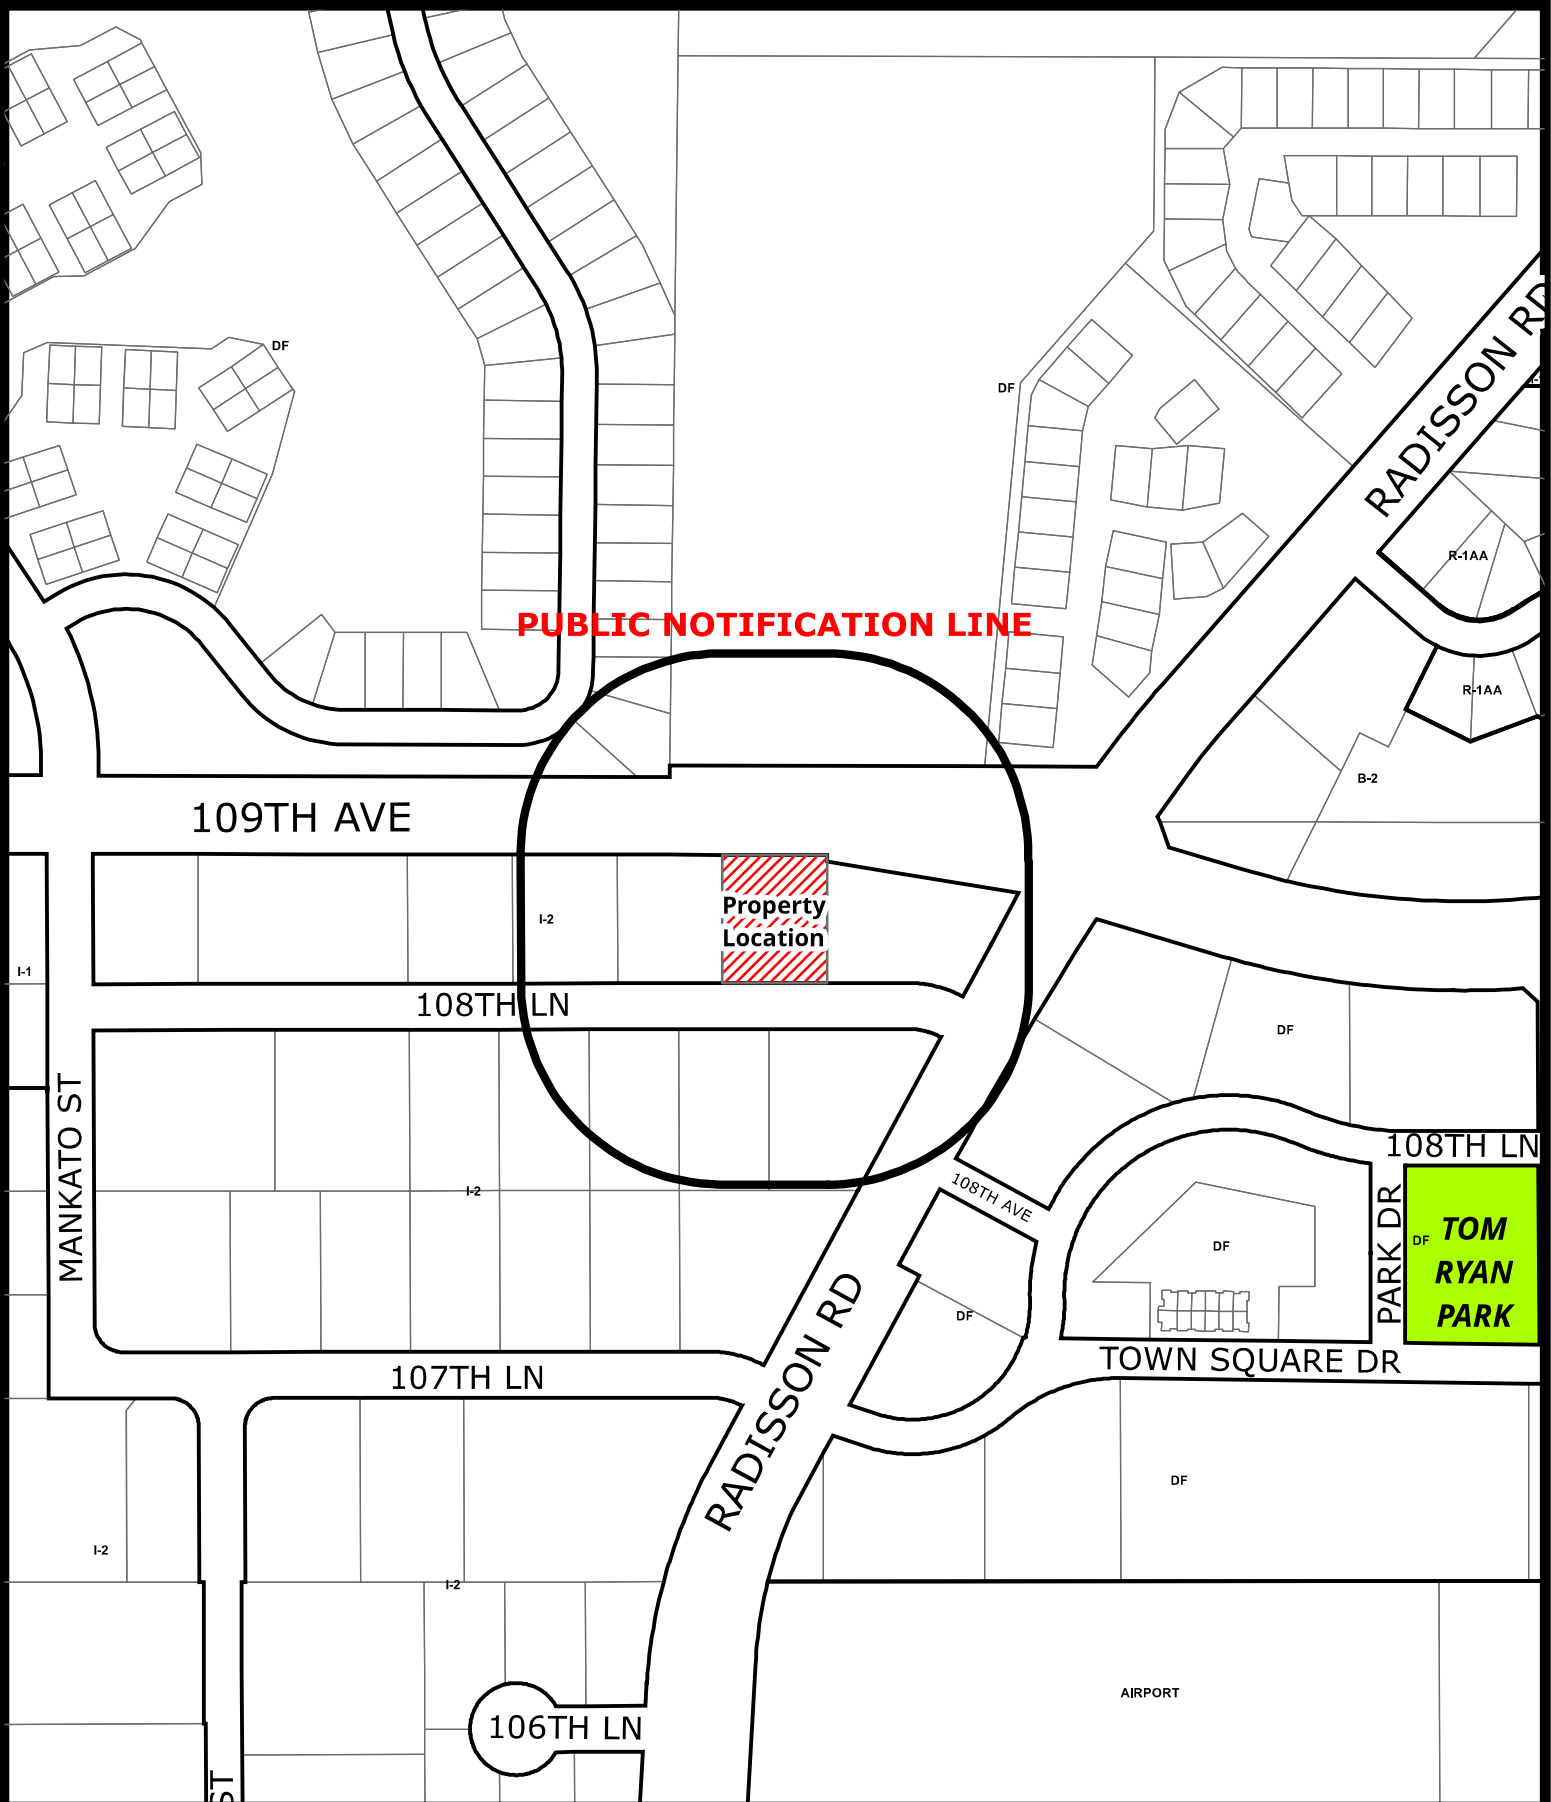 DF
RADISSON RD
DF
R-1AA
PUBLIC NOTIFICATION LINE
R-1AA
B-2
109TH AVE
Property
Location
I-2
I-1
108TH LN
DF
MANKATO ST
108TH LN
I-2
108TH AVE
PARK DR
DF
TOM
RYAN
PARK
DF
RADISSON RD
DF
TOWN SQUARE DR
107TH LN
DF
I-2
I-2
AIRPORT
106TH LN
ST